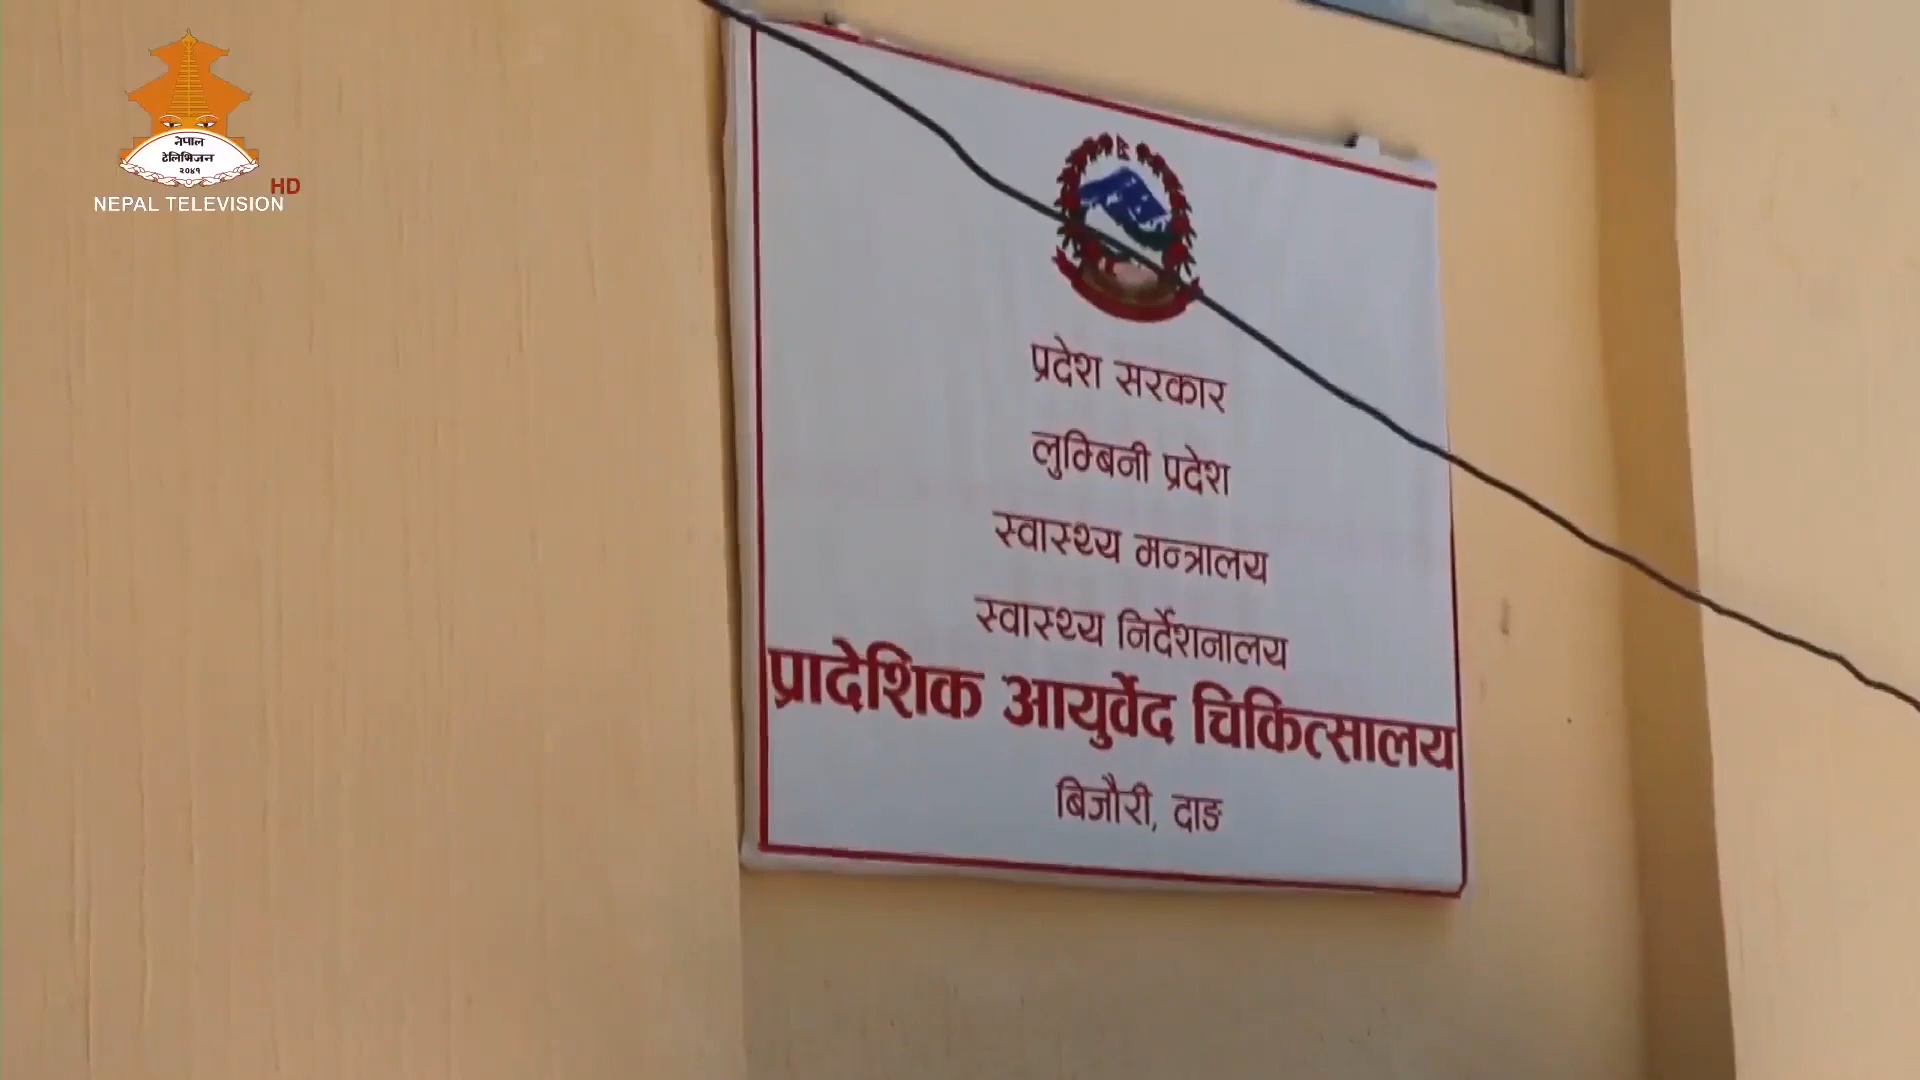 नेपाल
टेलिभिजन
२०४१
HD
NEPAL TELEVISION
प्रदेश सरकार
लुम्बिनी प्रदेश
स्वास्थ्य मन्त्रालय
स्वास्थ्य निर्देशनालय
प्रादेशिक आयुर्वेद चिकित्सालय
बिजौरी, दाङ